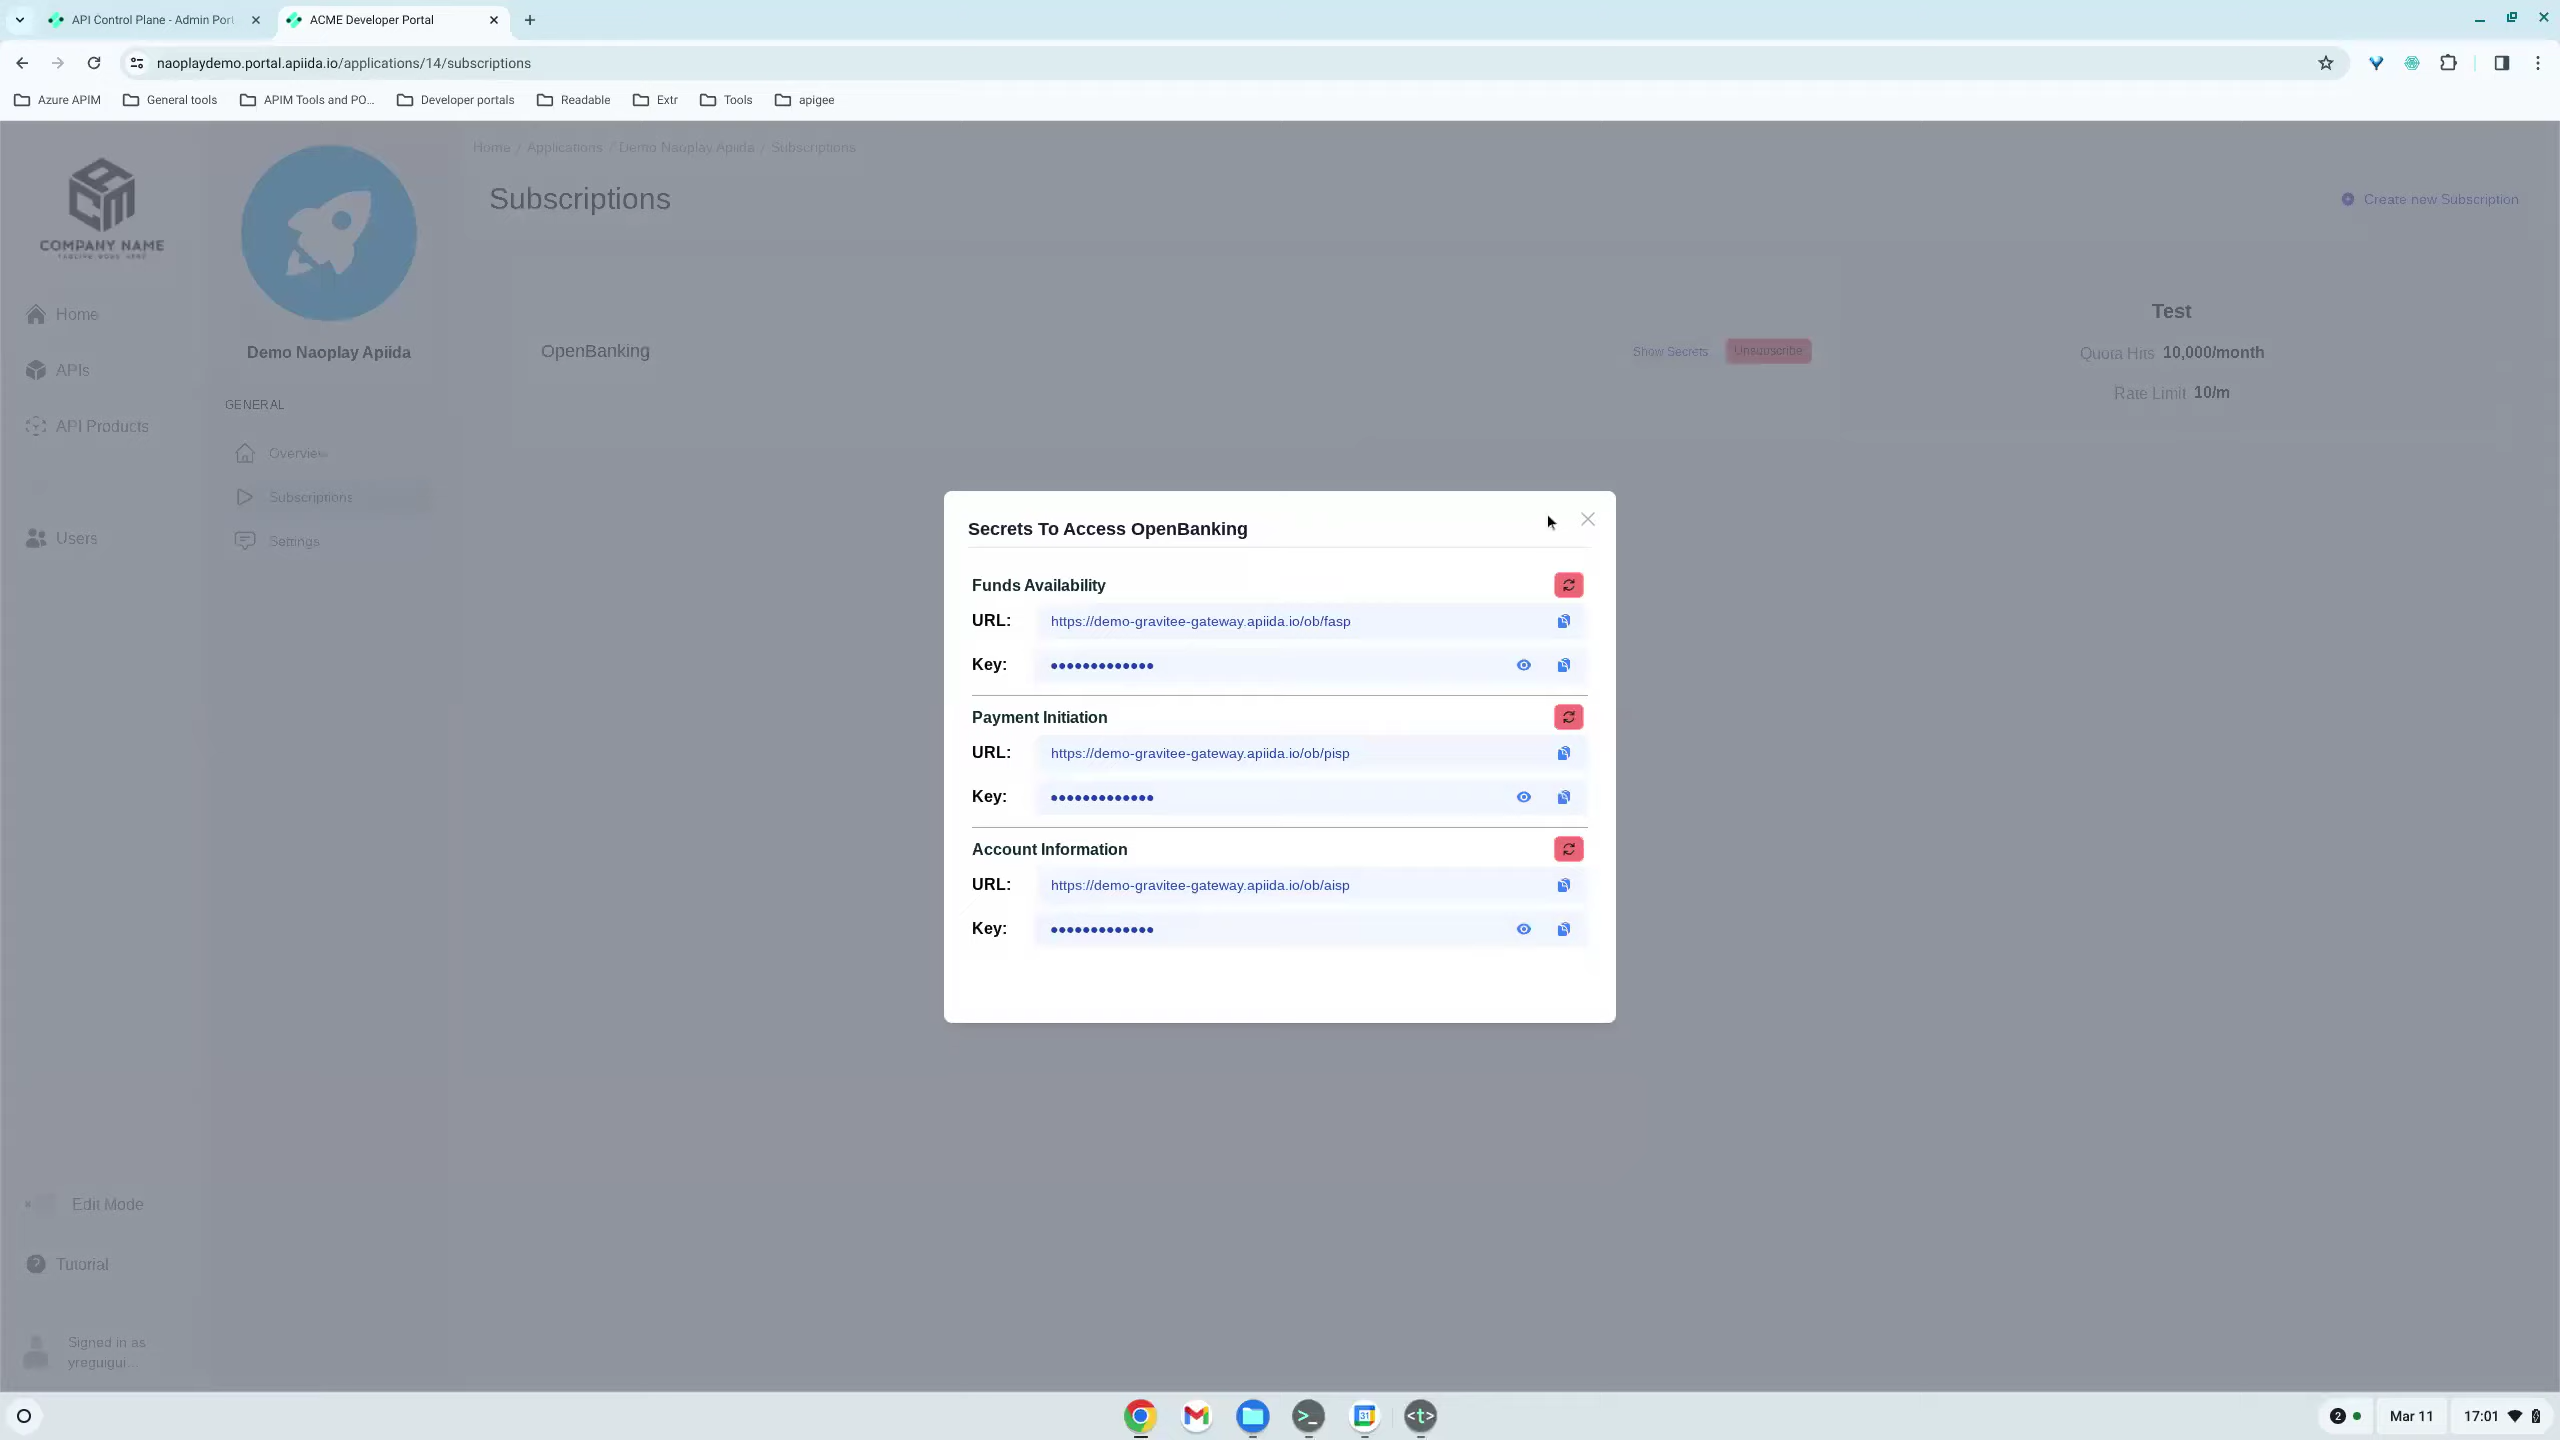 API Control Plane - Admin Por
ACME Developer Portal
naoplaydemo.portal.apiida.io/applications/14/subscriptions
Azure APIM
General tools
APIM Tools and PO...
Developer portals
Readable
Extr
Tools
apigee
COMPANY NAME
Home
APIs
API Products
Users
Edit Mode
Tutorial
Signed in as
yreguigui...
Demo Naoplay Apiida
GENERAL
Overview
Subscriptions
Settings
Home / Applications / Demo Naoplay Apiida / Subscriptions
Subscriptions
Create new Subscription
OpenBanking
Show Secrets
Unsubscribe
Test
Quota Hits 10,000/month
Rate Limit 10/m
Secrets To Access OpenBanking
Funds Availability
URL: https://demo-gravitee-gateway.apiida.io/ob/fasp
Key: •••••••••••••
Payment Initiation
URL: https://demo-gravitee-gateway.apiida.io/ob/pisp
Key: •••••••••••••
Account Information
URL: https://demo-gravitee-gateway.apiida.io/ob/aisp
Key: •••••••••••••
31
>_
<t>
2
Mar 11
17:01